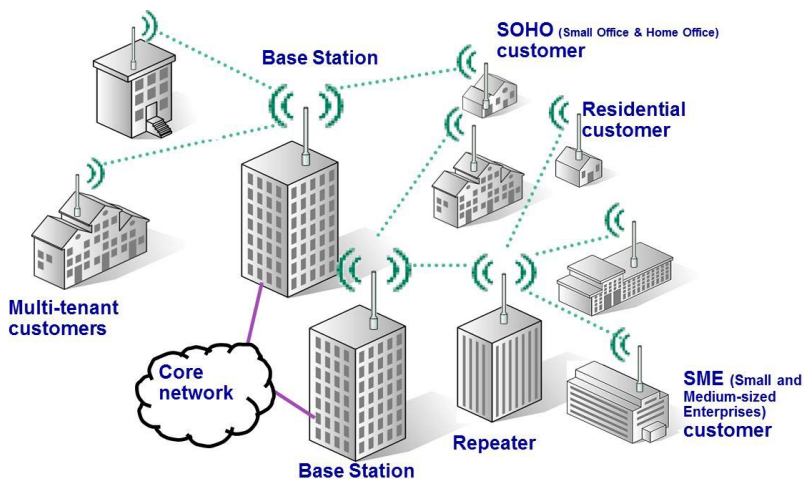 SOHO (Small Office & Home Office)
customer
Base Station
Residential
customer
Multi-tenant
customers
Core
network
SME (Small and
Medium-sized
Enterprises)
customer
Repeater
Base Station